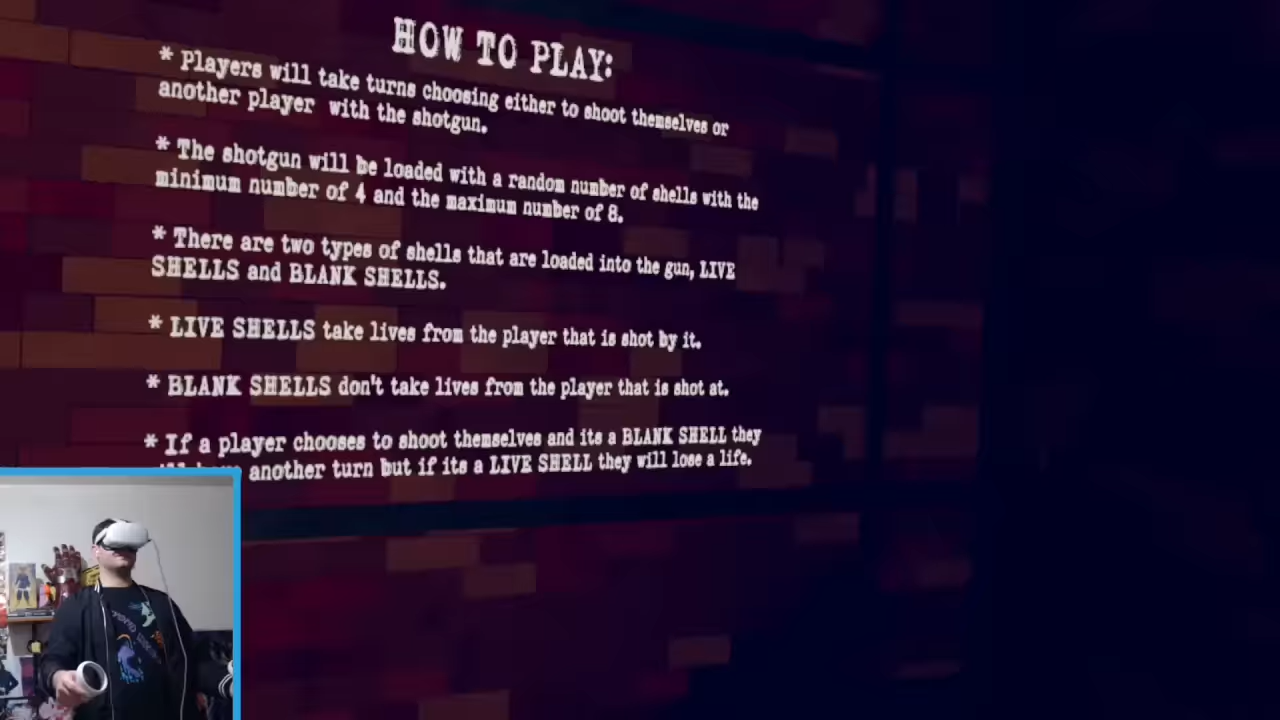 HOW TO PLAY:
* Players will take turns choosing either to shoot themselves or
another player with the shotgun.
* The shotgun will be loaded with a random number of shells with the
minimum number of 4 and the maximum number of 8.
* There are two types of shells that are loaded into the gun, LIVE
SHELLS and BLANK SHELLS.
* LIVE SHELLS take lives from the player that is shot by it.
* BLANK SHELLS don't take lives from the player that is shot at.
* If a player chooses to shoot themselves and its a BLANK SHELL they
another turn but if its a LIVE SHELL they will lose a life.